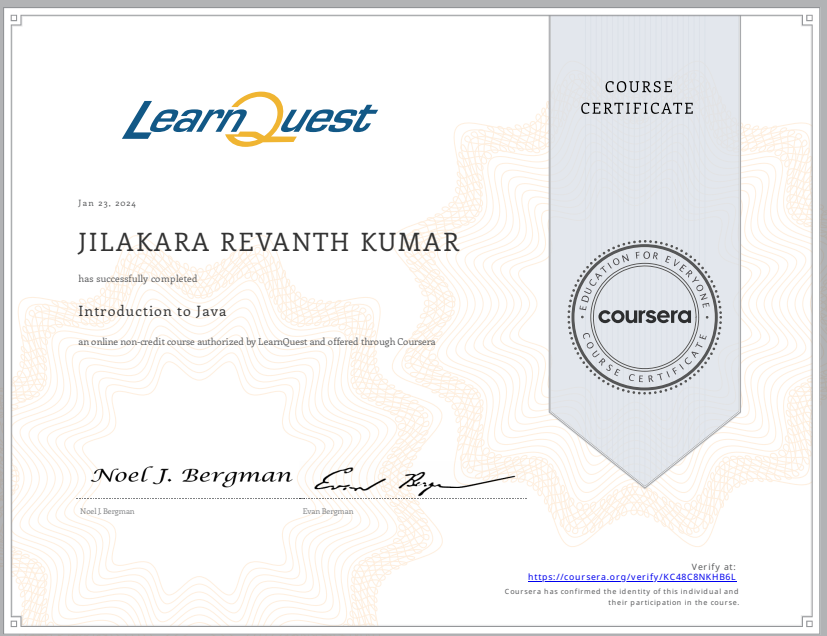 LearnQuest
COURSE
CERTIFICATE
Jan 23, 2024
JILAKARA REVANTH KUMAR
has successfully completed
Introduction to Java
an online non-credit course authorized by LearnQuest and offered through Coursera
EDUCATION FOR EVERYONE
coursera
COURSE CERTIFICATE
Noel J. Bergman
Evan Bergman
Noel J. Bergman
Evan Bergman
Verify at:
https://coursera.org/verify/KC48C8NKHB6L
Coursera has confirmed the identity of this individual and
their participation in the course.